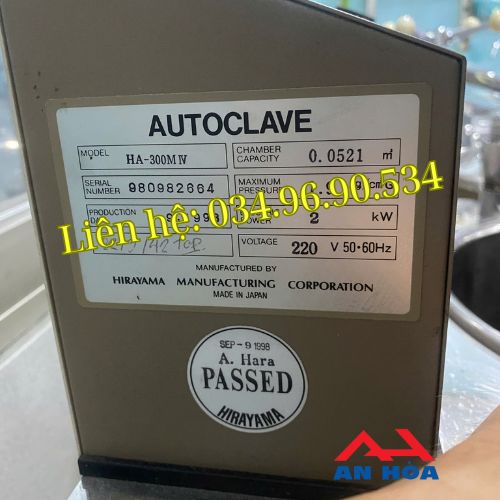 AUTOCLAVE
MODEL HA-300MⅣ
CHAMBER CAPACITY 0.0521 m³
SERIAL NUMBER 980982664
MAXIMUM PRESSURE
PRODUCTION
Liên hệ: 034.96.90.534
POWER 2 kW
VOLTAGE 220 V 50•60Hz
MANUFACTURED BY
HIRAYAMA MANUFACTURING CORPORATION
MADE IN JAPAN
SEP-9 1998
A. Hara
PASSED
HIRAYAMA
AN HÒA